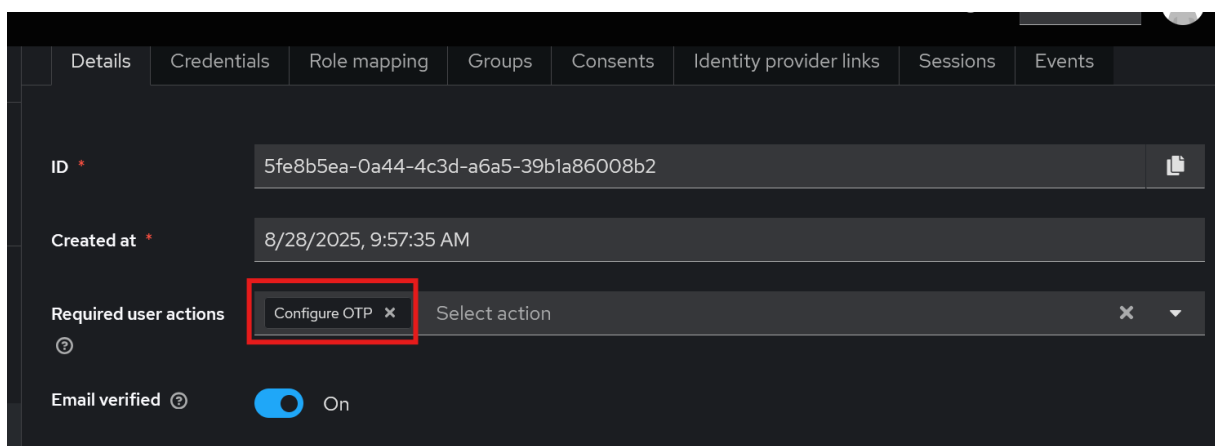 Details Credentials Role mapping Groups Consents Identity provider links Sessions Events
ID *
5fe8b5ea-0a44-4c3d-a6a5-39b1a86008b2
Created at *
8/28/2025, 9:57:35 AM
Required user actions
Configure OTP × Select action
Email verified
On